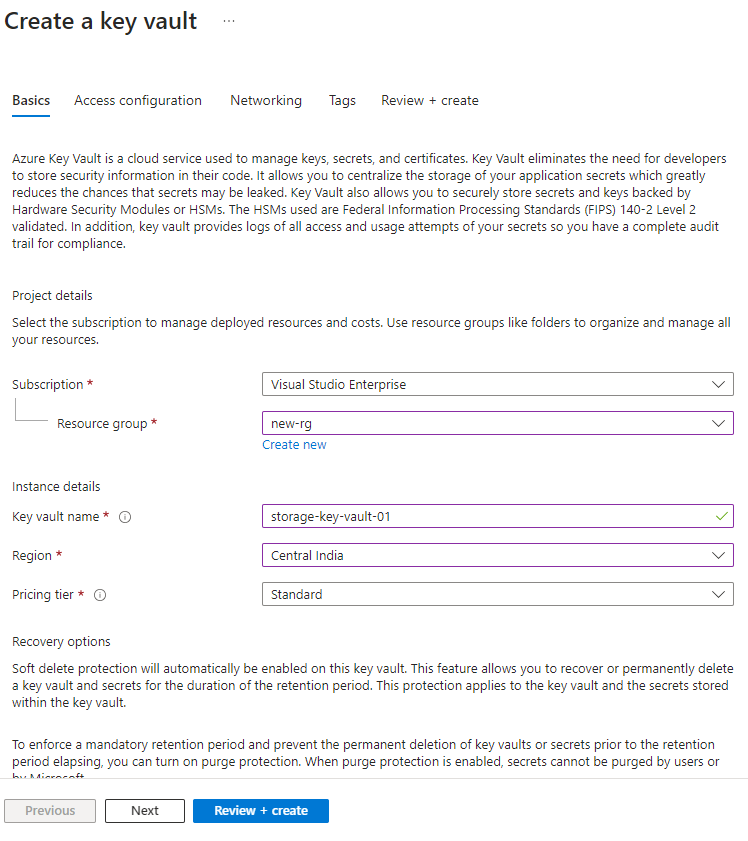 Create a key vault ...
Basics Access configuration Networking Tags Review + create
Azure Key Vault is a cloud service used to manage keys, secrets, and certificates. Key Vault eliminates the need for developers
to store security information in their code. It allows you to centralize the storage of your application secrets which greatly
reduces the chances that secrets may be leaked. Key Vault also allows you to securely store secrets and keys backed by
Hardware Security Modules or HSMs. The HSMs used are Federal Information Processing Standards (FIPS) 140-2 Level 2
validated. In addition, key vault provides logs of all access and usage attempts of your secrets so you have a complete audit
trail for compliance.
Project details
Select the subscription to manage deployed resources and costs. Use resource groups like folders to organize and manage all
your resources.
Subscription * Visual Studio Enterprise
Resource group * new-rg
Create new
Instance details
Key vault name * storage-key-vault-01
Region * Central India
Pricing tier * Standard
Recovery options
Soft delete protection will automatically be enabled on this key vault. This feature allows you to recover or permanently delete
a key vault and secrets for the duration of the retention period. This protection applies to the key vault and the secrets stored
within the key vault.
To enforce a mandatory retention period and prevent the permanent deletion of key vaults or secrets prior to the retention
period elapsing, you can turn on purge protection. When purge protection is enabled, secrets cannot be purged by users or
by Microsoft.
Previous Next Review + create